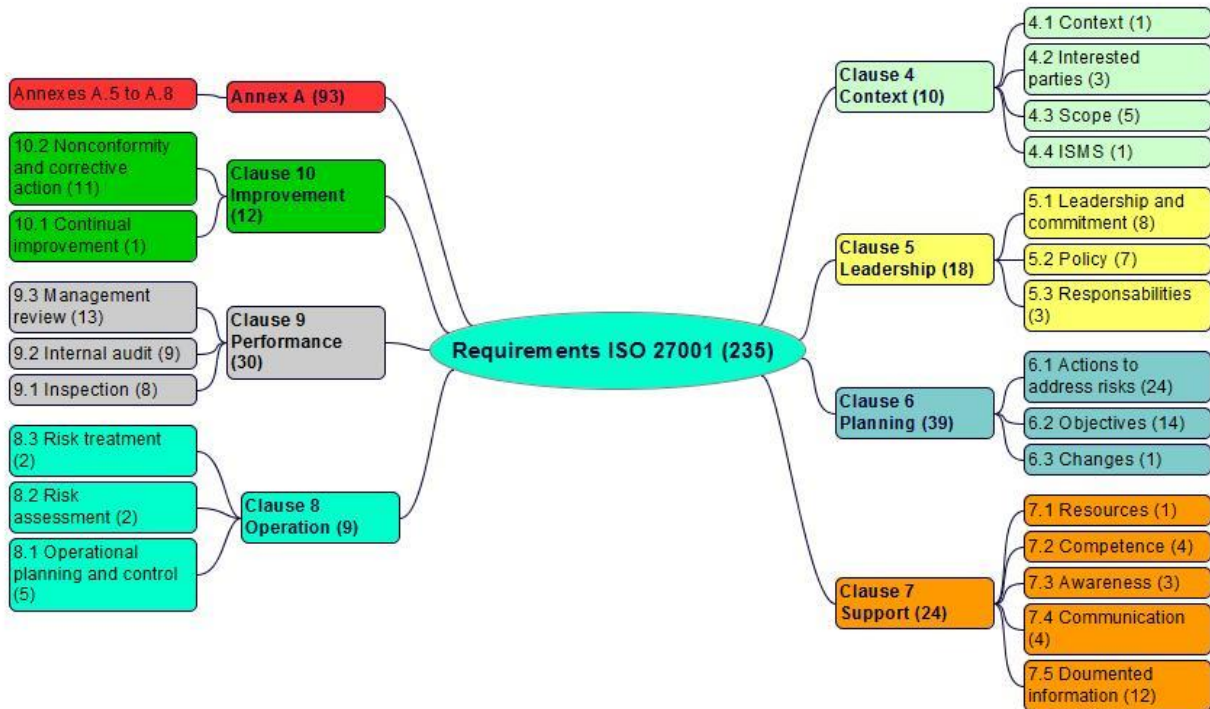 Requirements ISO 27001 (235)
Clause 4
Context (10)
4.1 Context (1)
4.2 Interested
parties (3)
4.3 Scope (5)
4.4 ISMS (1)
Clause 5
Leadership (18)
5.1 Leadership and
commitment (8)
5.2 Policy (7)
5.3 Responsabilities
(3)
Clause 6
Planning (39)
6.1 Actions to
address risks (24)
6.2 Objectives (14)
6.3 Changes (1)
Clause 7
Support (24)
7.1 Resources (1)
7.2 Competence (4)
7.3 Awareness (3)
7.4 Communication
(4)
7.5 Doumented
information (12)
Annex A (93)
Annexes A.5 to A.8
Clause 10
Improvement
(12)
10.2 Nonconformity
and corrective
action (11)
10.1 Continual
improvement (1)
Clause 9
Performance
(30)
9.3 Management
review (13)
9.2 Internal audit (9)
9.1 Inspection (8)
Clause 8
Operation (9)
8.3 Risk treatment
(2)
8.2 Risk
assessment (2)
8.1 Operational
planning and control
(5)